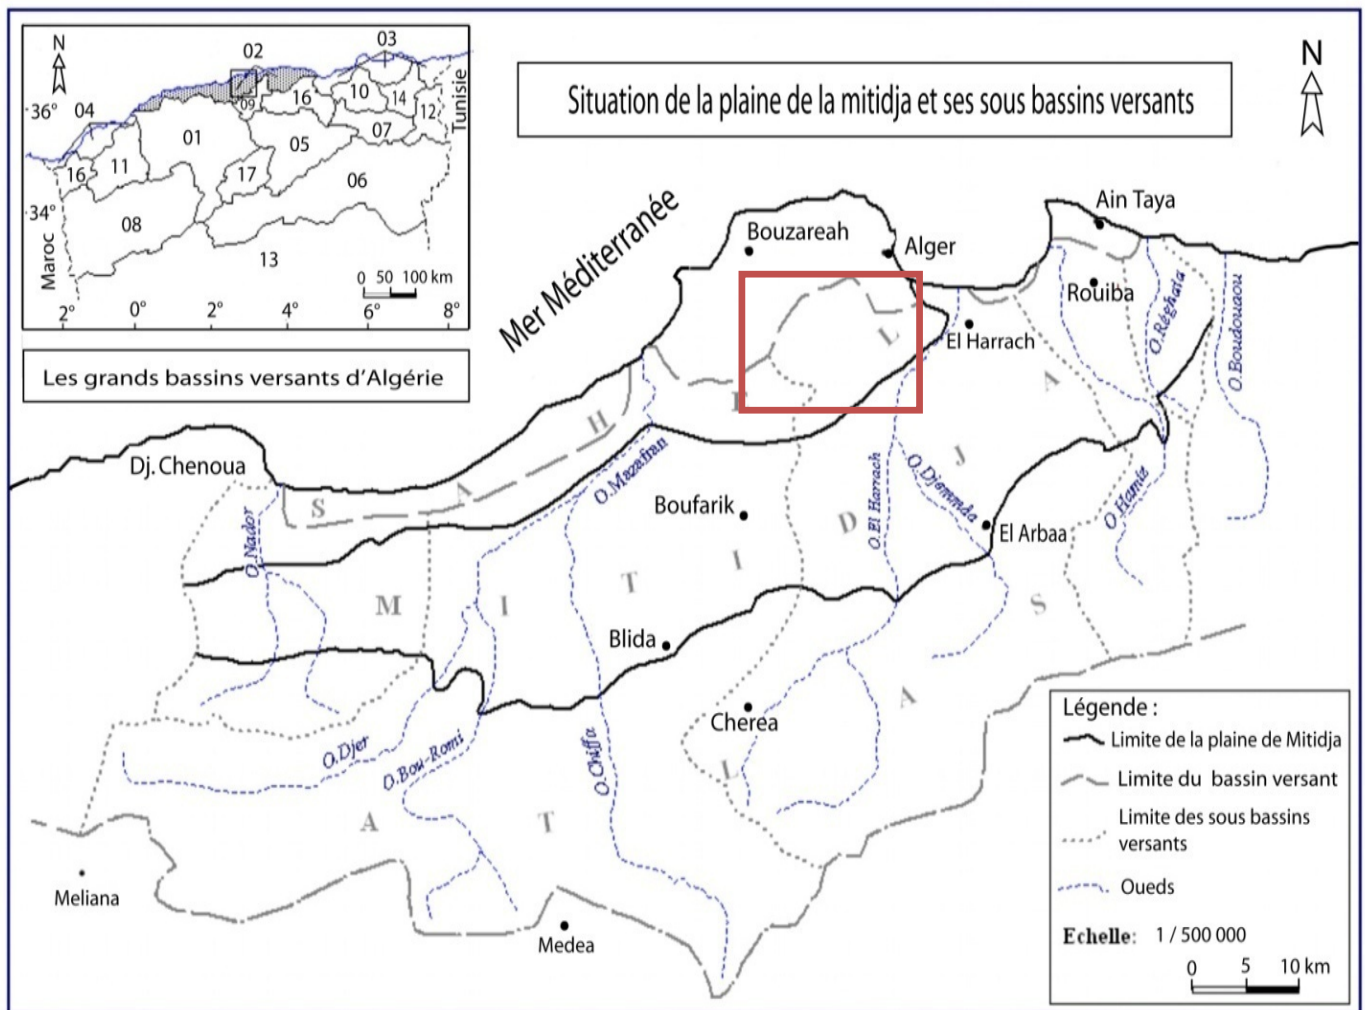 N
02
03
04
36°
09
16
10
14
12
Tunisie
01
05
07
16
11
17
06
34°
08
13
Maroc
0 50 100 km
2° 0° 2° 4° 6° 8°
Les grands bassins versants d'Algérie
Situation de la plaine de la mitidja et ses sous bassins versants
N
Mer Méditerranée
Bouzareah
Alger
Ain Taya
Rouiba
O.Réghaïa
O.Boudouaou
El Harrach
Dj. Chenoua
S A H E L
O.Nador
O.Mazafran
Boufarik
O.El Harrach
O.Djemmâa
El Arbaa
O.Hamiz
M I T I D J A
Blida
Cherea
O.Djer
O.Bou-Romi
O.Chiffa
A T L A S
Meliana
Medea
Légende :
Limite de la plaine de Mitidja
Limite du bassin versant
Limite des sous bassins
versants
Oueds
Echelle: 1 / 500 000
0 5 10 km